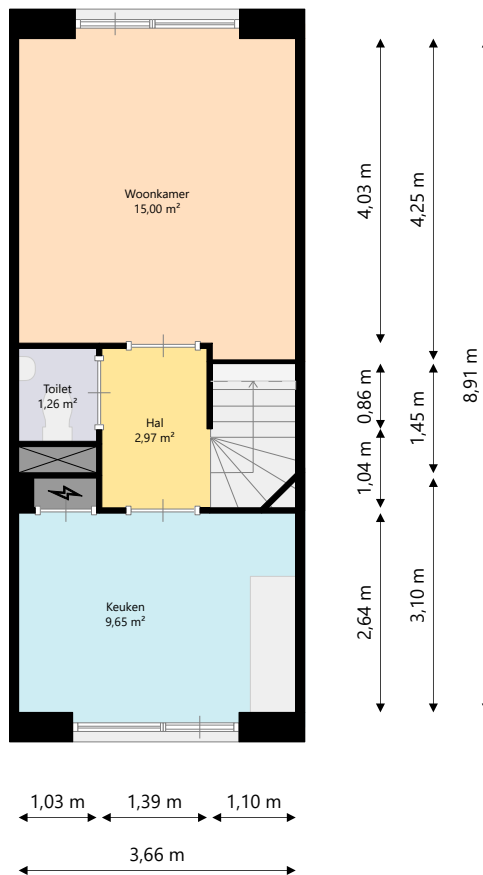 Woonkamer
15,00 m²
Toilet
1,26 m²
Hal
2,97 m²
Keuken
9,65 m²
4,03 m
4,25 m
0,86 m
1,45 m
8,91 m
1,04 m
2,64 m
3,10 m
1,03 m
1,39 m
1,10 m
3,66 m